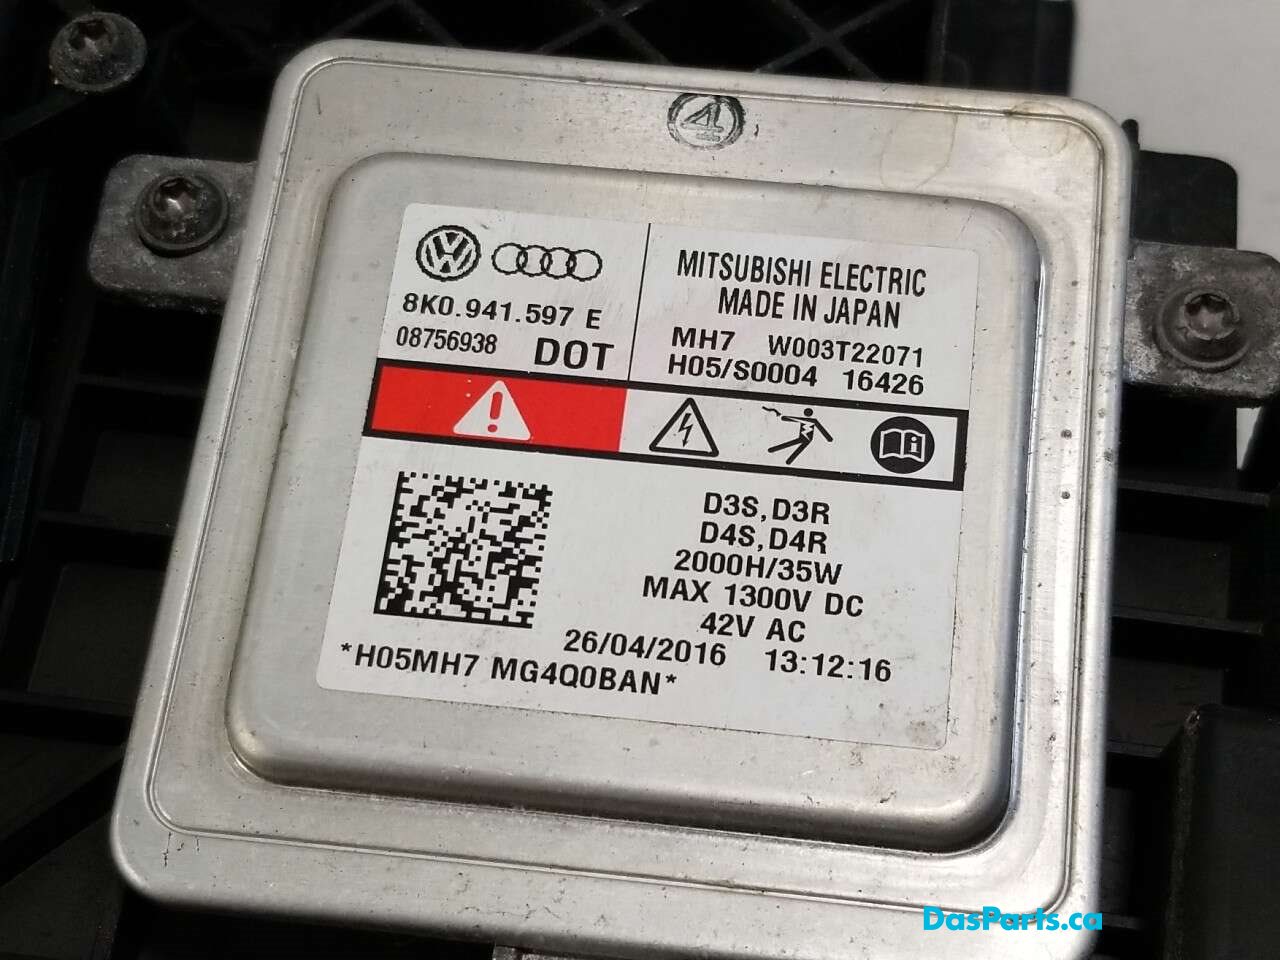 8K0.941.597 E
08756938 DOT
MITSUBISHI ELECTRIC
MADE IN JAPAN
MH7 W003T22071
H05/S0004 16426
D3S, D3R
D4S, D4R
2000H/35W
MAX 1300V DC
42V AC
26/04/2016 13:12:16
*H05MH7 MG4Q0BAN*
DasParts.ca